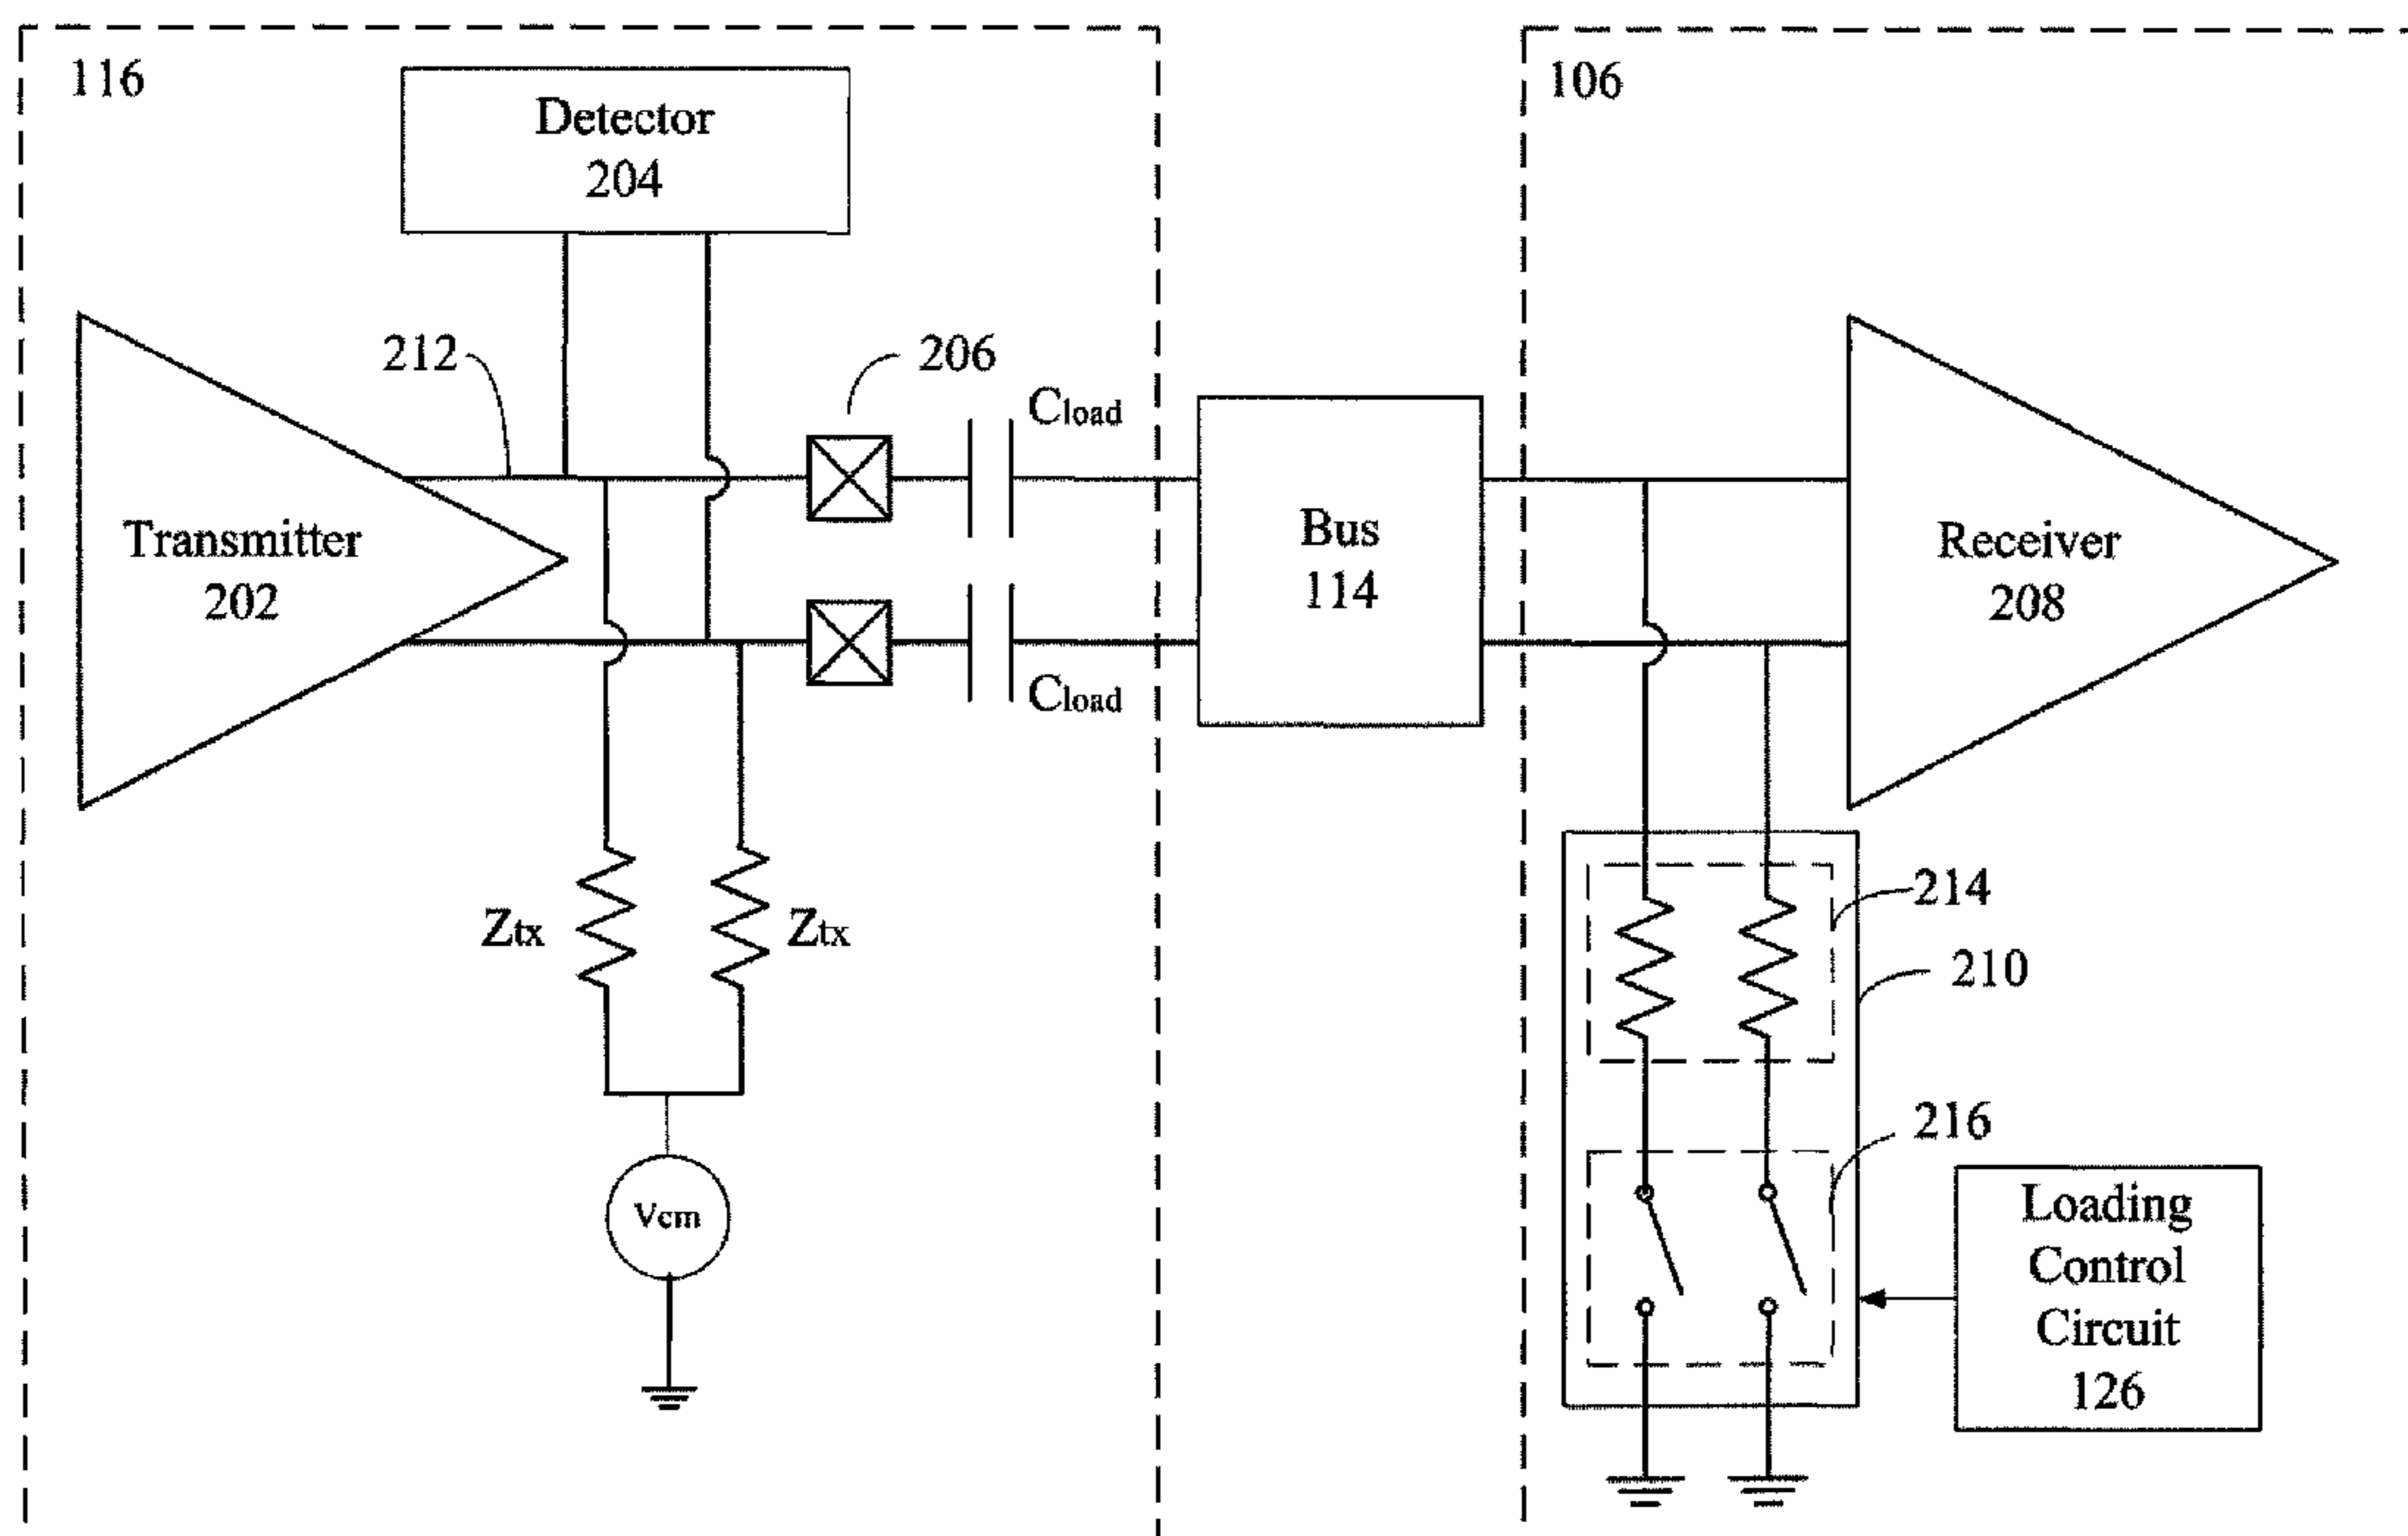 116
Detector
204
106
212
206
Cload
Transmitter
202
Bus
114
Receiver
208
Cload
Ztx
Ztx
214
210
216
Vcm
Loading
Control
Circuit
126